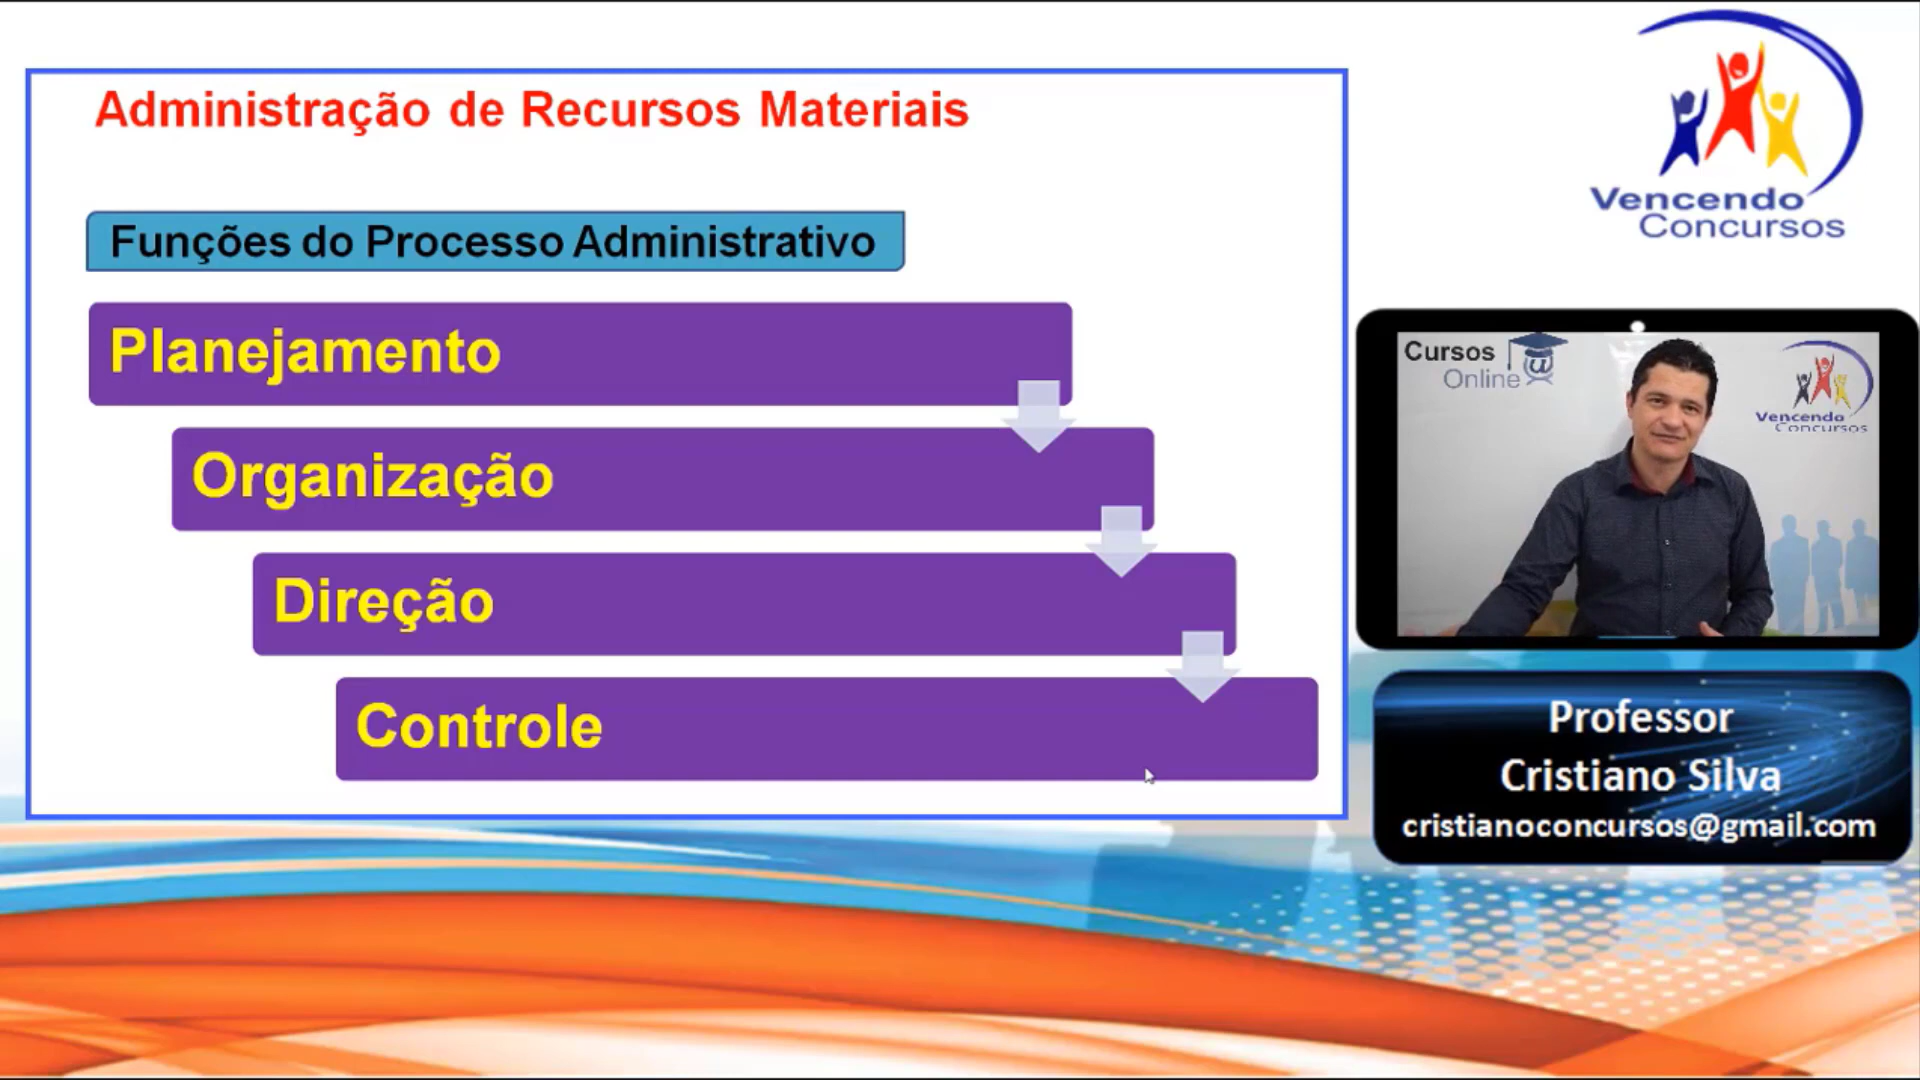 Administração de Recursos Materiais
Funções do Processo Administrativo
Planejamento
Organização
Direção
Controle
Vencendo
Concursos
Cursos
Online
Vencendo
Concursos
Professor
Cristiano Silva
cristianoconcursos@gmail.com